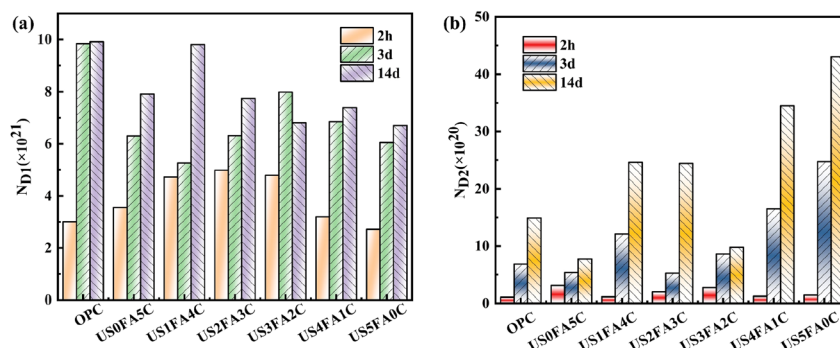 (a)
N_D1(×10^21)
10
8
6
4
2
0
2h
3d
14d
OPC
US0FA5C
US1FA4C
US2FA3C
US3FA2C
US4FA1C
US5FA0C
(b)
N_D2(×10^20)
50
40
30
20
10
0
2h
3d
14d
OPC
US0FA5C
US1FA4C
US2FA3C
US3FA2C
US4FA1C
US5FA0C